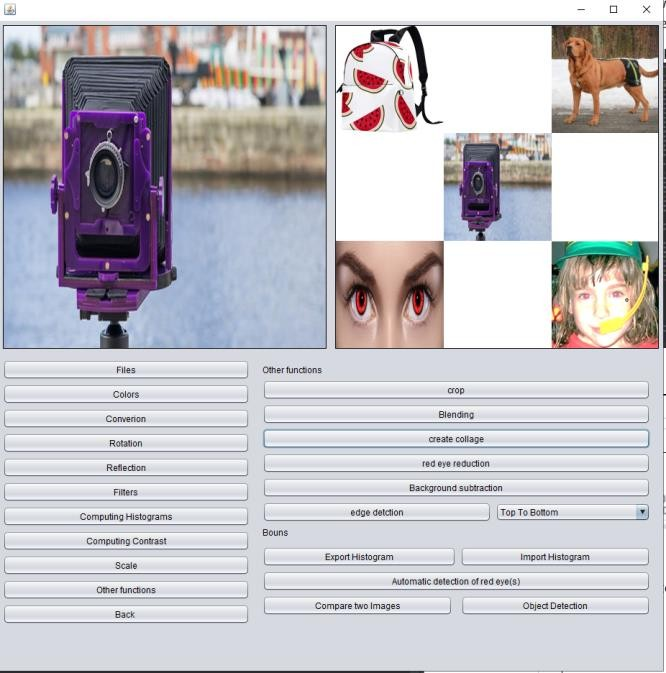 Files
Colors
Converion
Rotation
Reflection
Filters
Computing Histograms
Computing Contrast
Scale
Other functions
Back
Other functions
crop
Blending
create collage
red eye reduction
Background subtraction
edge detction
Top To Bottom
Bouns
Export Histogram
Import Histogram
Automatic detection of red eye(s)
Compare two Images
Object Detection